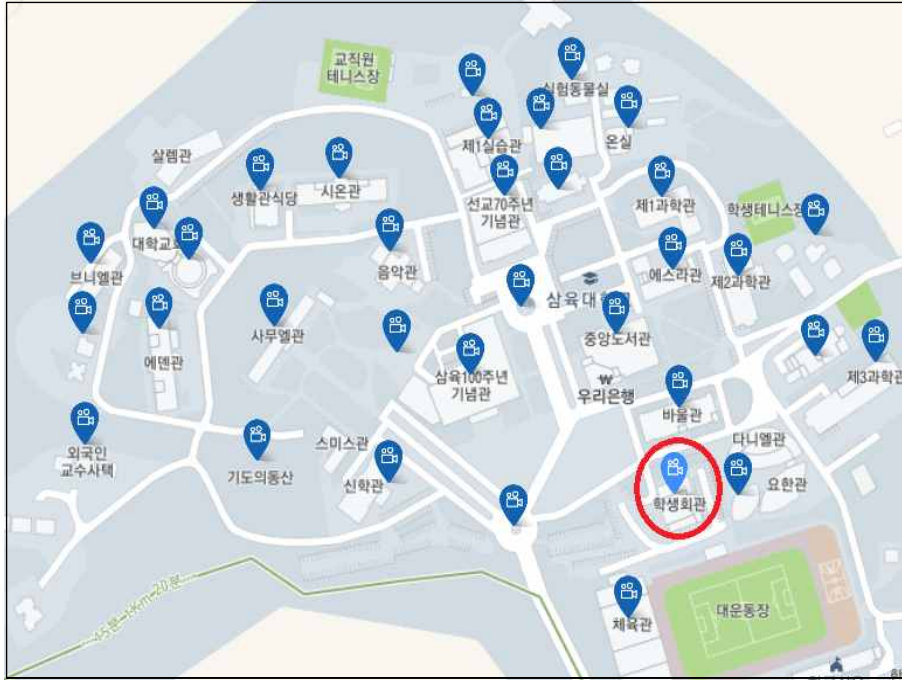 교직원
테니스장
실험동물실
제1실습관
온실
살렘관
생활관식당
시온관
선교70주년
기념관
제1과학관
학생테니스장
대학교회
브니엘관
음악관
에스라관
제2과학관
삼육대학교
사무엘관
중앙도서관
에덴관
삼육100주년
기념관
우리은행
제3과학관
바울관
스미스관
다니엘관
외국인
교수사택
기도의동산
신학관
요한관
학생회관
대운동장
체육관